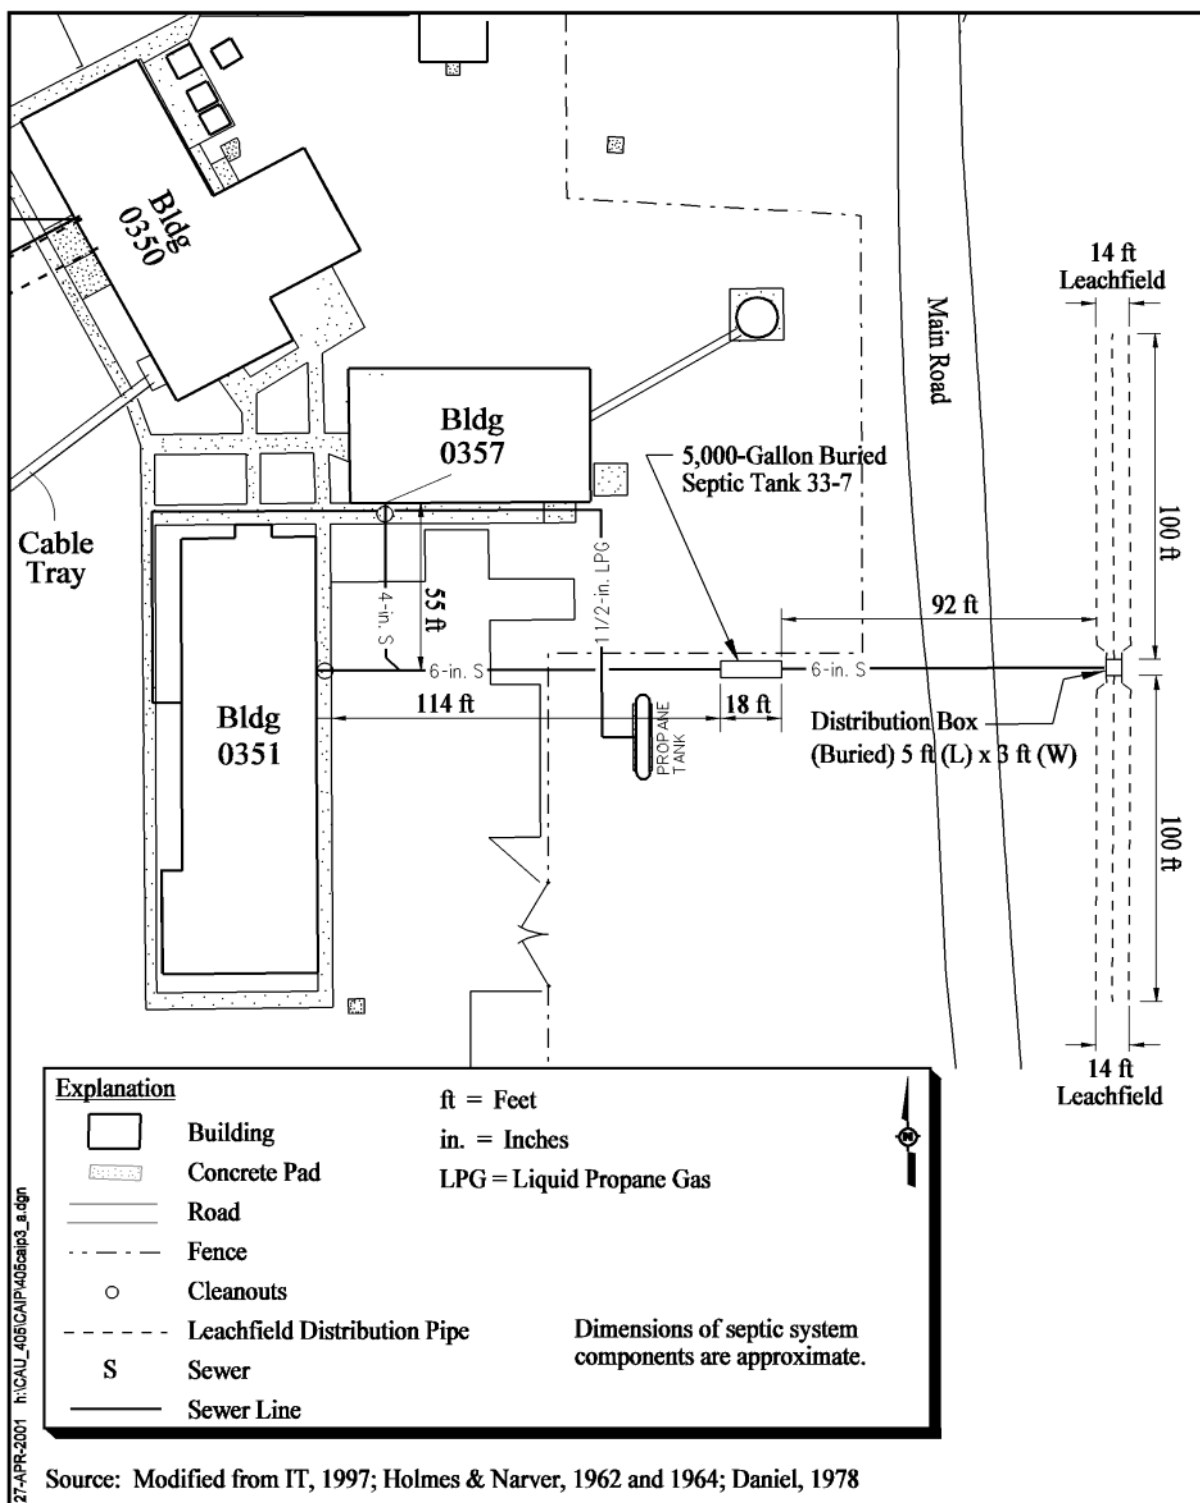 Bldg
0350
14 ft
Leachfield
Main Road
Bldg
0357
5,000-Gallon Buried
Septic Tank 33-7
100 ft
Cable
Tray
4-in. S
55 ft
1 1/2-in. LPG
92 ft
6-in. S
6-in. S
114 ft
18 ft
Bldg
0351
PROPANE
TANK
Distribution Box
(Buried) 5 ft (L) x 3 ft (W)
100 ft
14 ft
Leachfield
Explanation
Building
Concrete Pad
Road
Fence
Cleanouts
Leachfield Distribution Pipe
S Sewer
Sewer Line
ft = Feet
in. = Inches
LPG = Liquid Propane Gas
N
Dimensions of septic system
components are approximate.
27-APR-2001 h:\CAU_405\CAIP\405caip3_a.dgn
Source: Modified from IT, 1997; Holmes & Narver, 1962 and 1964; Daniel, 1978